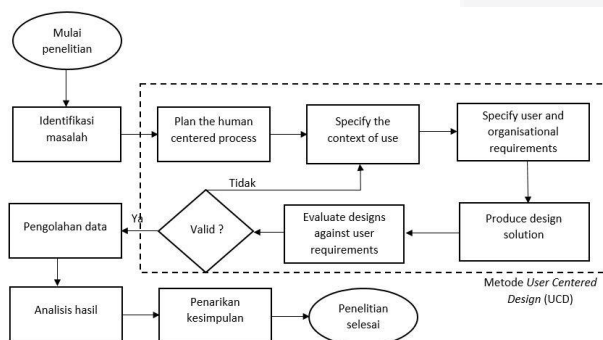 Mulai
penelitian
Identifikasi
masalah
Plan the human
centered process
Specify the
context of use
Specify user and
organisational
requirements
Tidak
Ya
Pengolahan data
Valid ?
Evaluate designs
against user
requirements
Produce design
solution
Metode User Centered
Design (UCD)
Analisis hasil
Penarikan
kesimpulan
Penelitian
selesai